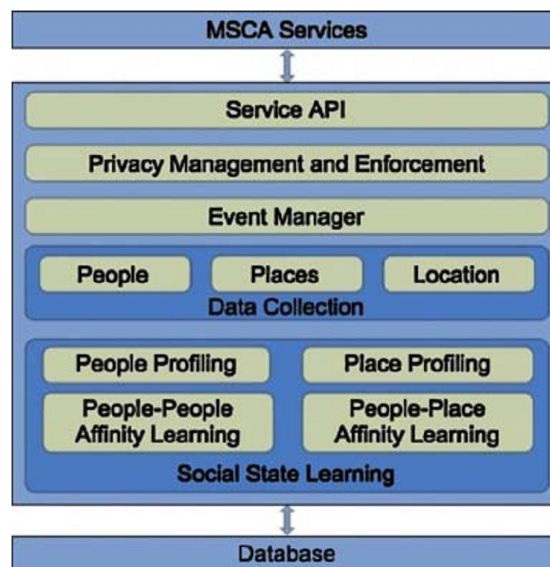 MSCA Services
Service API
Privacy Management and Enforcement
Event Manager
People
Places
Location
Data Collection
People Profiling
Place Profiling
People-People
Affinity Learning
People-Place
Affinity Learning
Social State Learning
Database